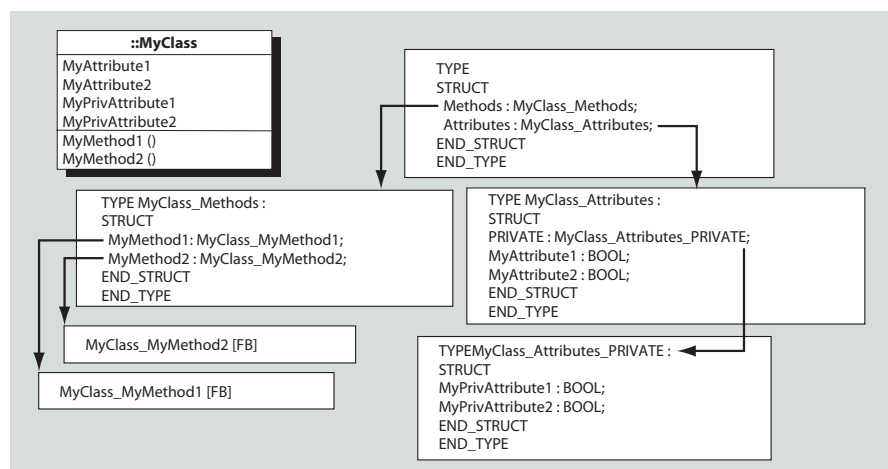 ::MyClass
MyAttribute1
MyAttribute2
MyPrivAttribute1
MyPrivAttribute2
MyMethod1 ()
MyMethod2 ()
TYPE
STRUCT
Methods : MyClass_Methods;
Attributes : MyClass_Attributes;
END_STRUCT
END_TYPE
TYPE MyClass_Methods :
STRUCT
MyMethod1: MyClass_MyMethod1;
MyMethod2 : MyClass_MyMethod2;
END_STRUCT
END_TYPE
TYPE MyClass_Attributes :
STRUCT
PRIVATE : MyClass_Attributes_PRIVATE;
MyAttribute1 : BOOL;
MyAttribute2 : BOOL;
END_STRUCT
END_TYPE
MyClass_MyMethod2 [FB]
MyClass_MyMethod1 [FB]
TYPEMyClass_Attributes_PRIVATE :
STRUCT
MyPrivAttribute1 : BOOL;
MyPrivAttribute2 : BOOL;
END_STRUCT
END_TYPE